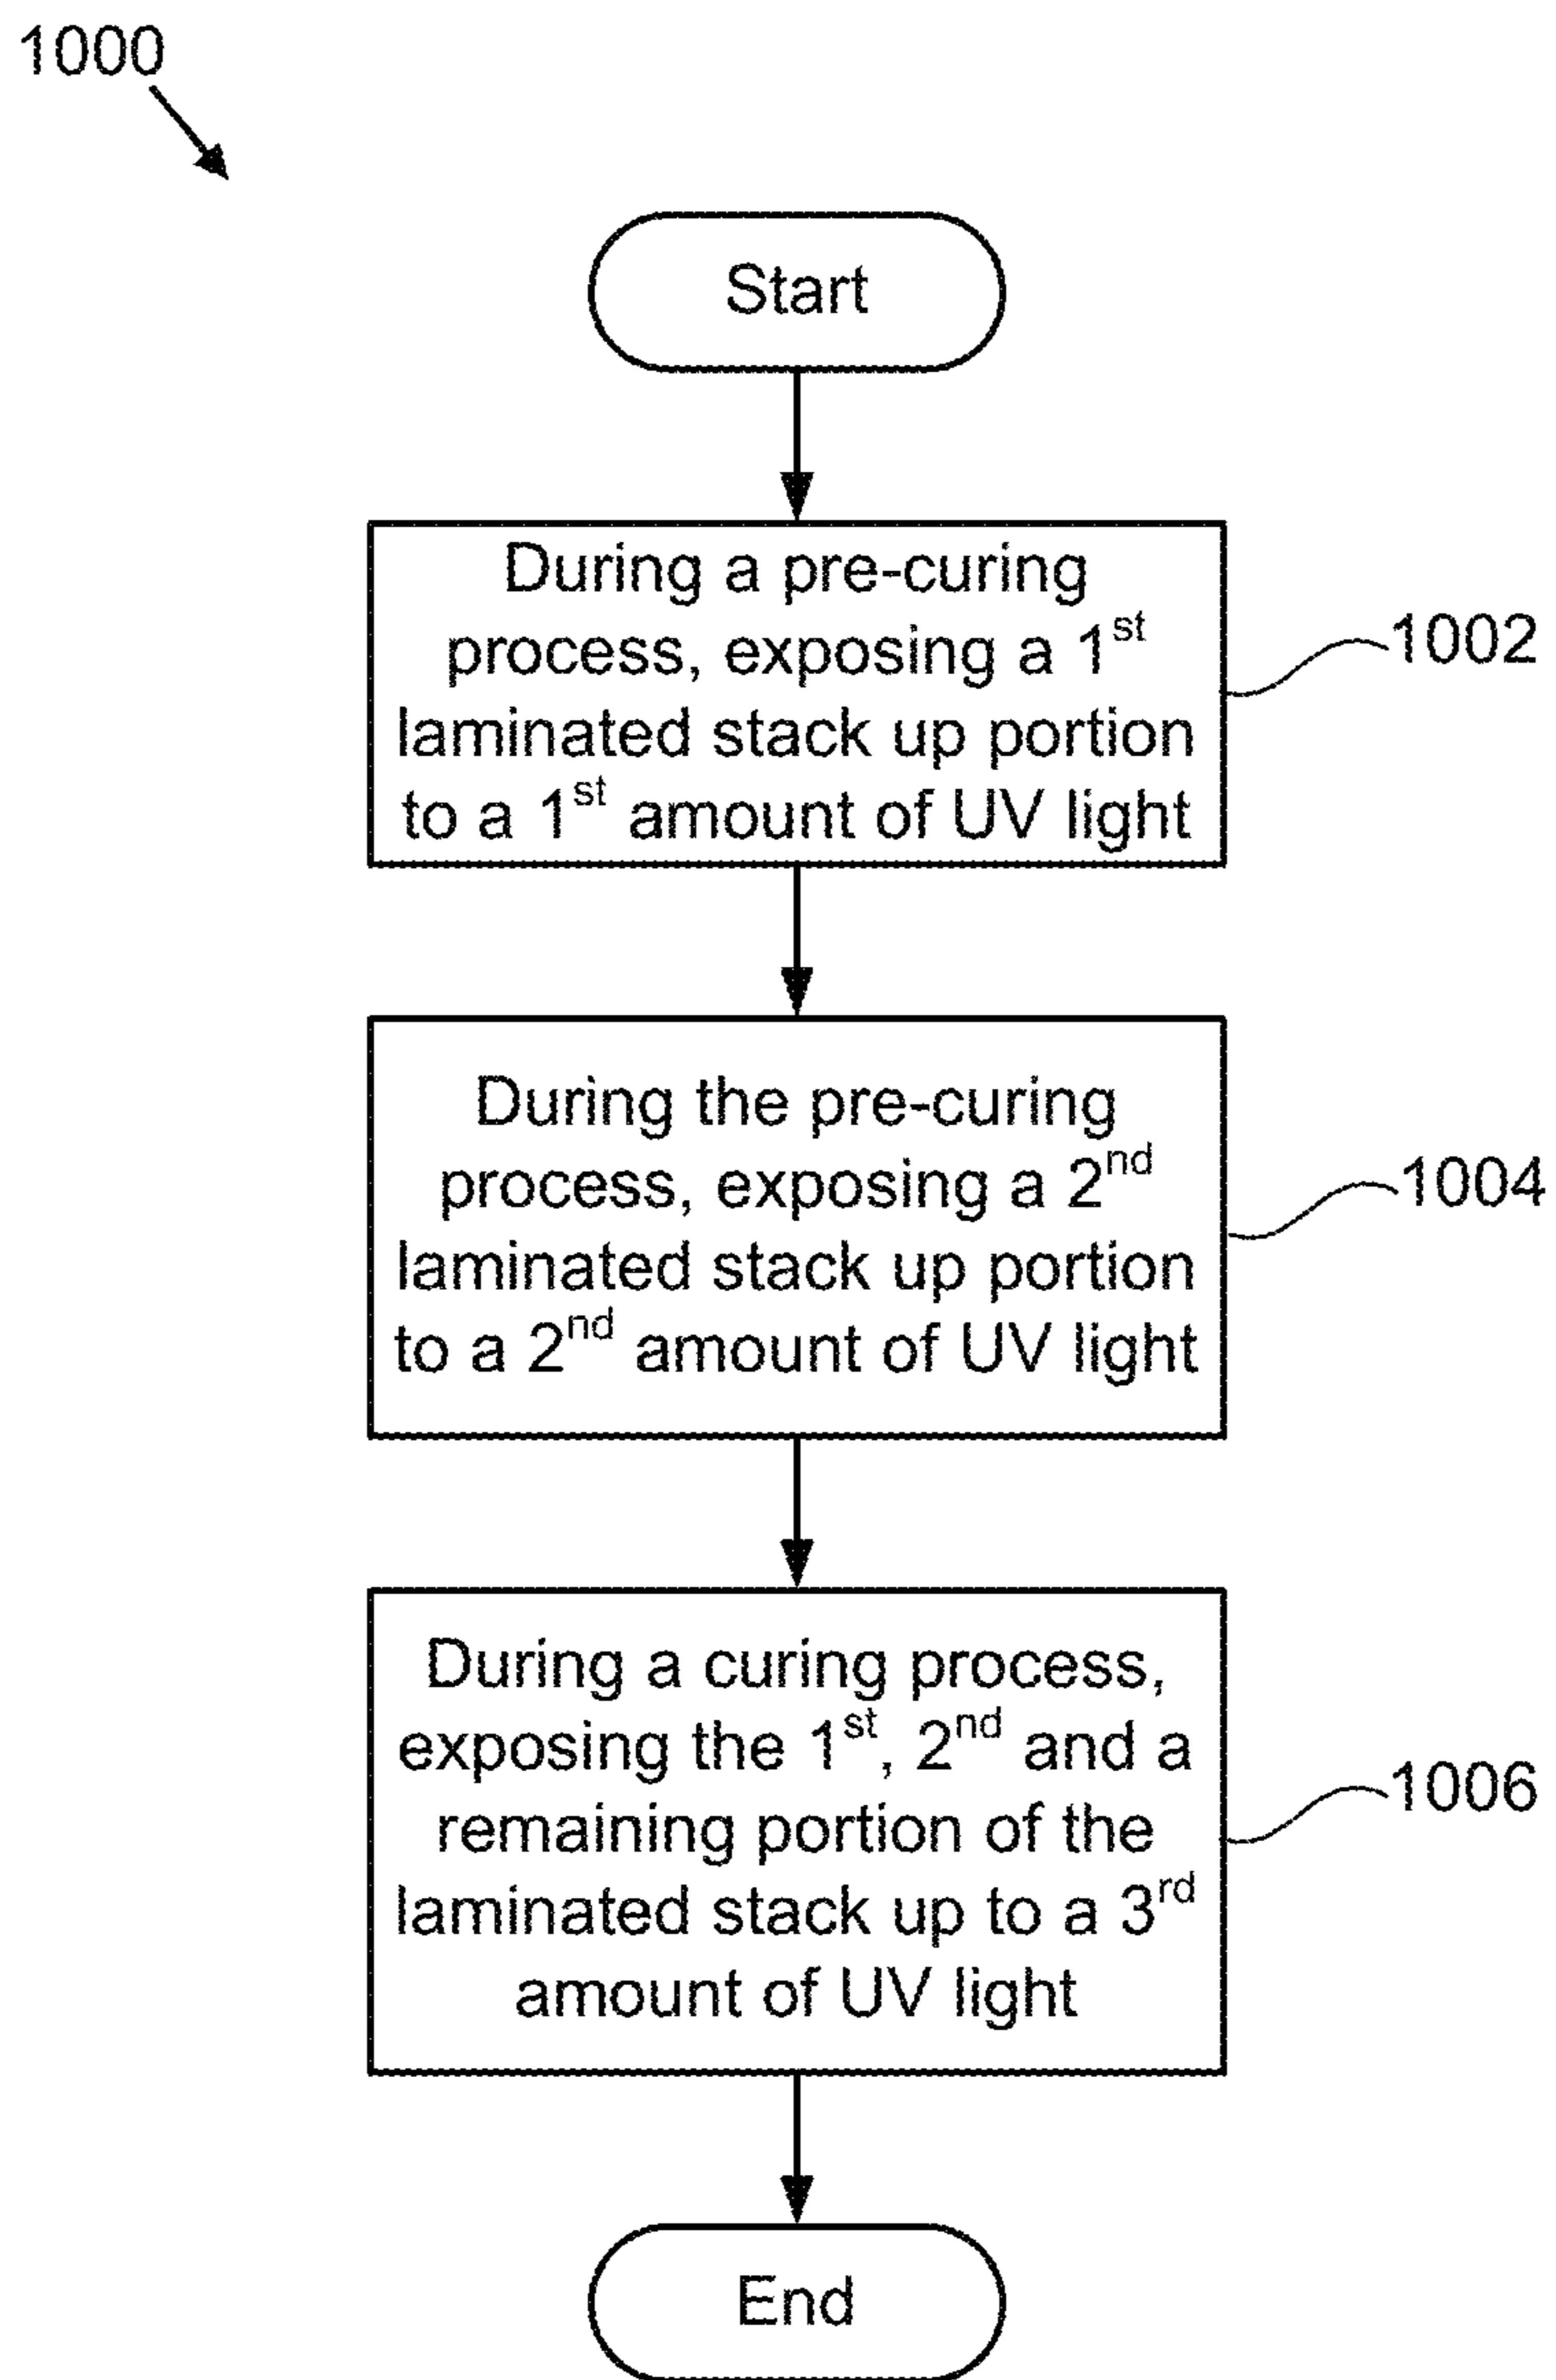 1000
Start
During a pre-curing
process, exposing a 1st
laminated stack up portion
to a 1st amount of UV light
1002
During the pre-curing
process, exposing a 2nd
laminated stack up portion
to a 2nd amount of UV light
1004
During a curing process,
exposing the 1st, 2nd and a
remaining portion of the
laminated stack up to a 3rd
amount of UV light
1006
End